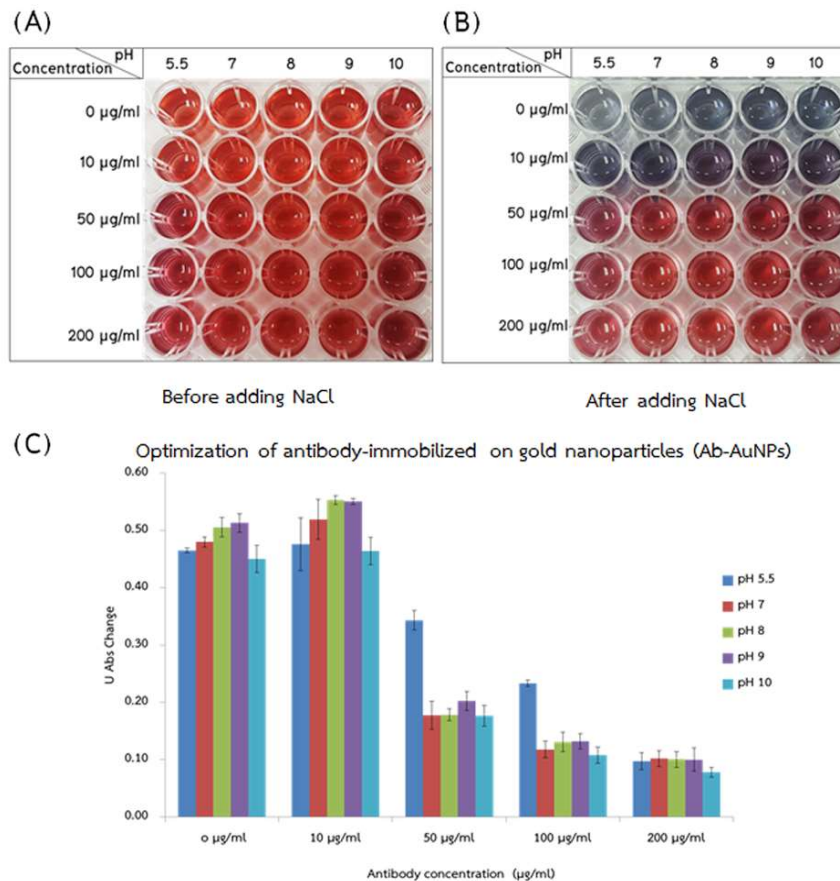 (A)
pH
Concentration
5.5 7 8 9 10
0 µg/ml
10 µg/ml
50 µg/ml
100 µg/ml
200 µg/ml
Before adding NaCl
(B)
pH
Concentration
5.5 7 8 9 10
0 µg/ml
10 µg/ml
50 µg/ml
100 µg/ml
200 µg/ml
After adding NaCl
(C)
Optimization of antibody-immobilized on gold nanoparticles (Ab-AuNPs)
U Abs Change
0.60
0.50
0.40
0.30
0.20
0.10
0.00
o µg/ml 10 µg/ml 50 µg/ml 100 µg/ml 200 µg/ml
Antibody concentration (µg/ml)
pH 5.5
pH 7
pH 8
pH 9
pH 10